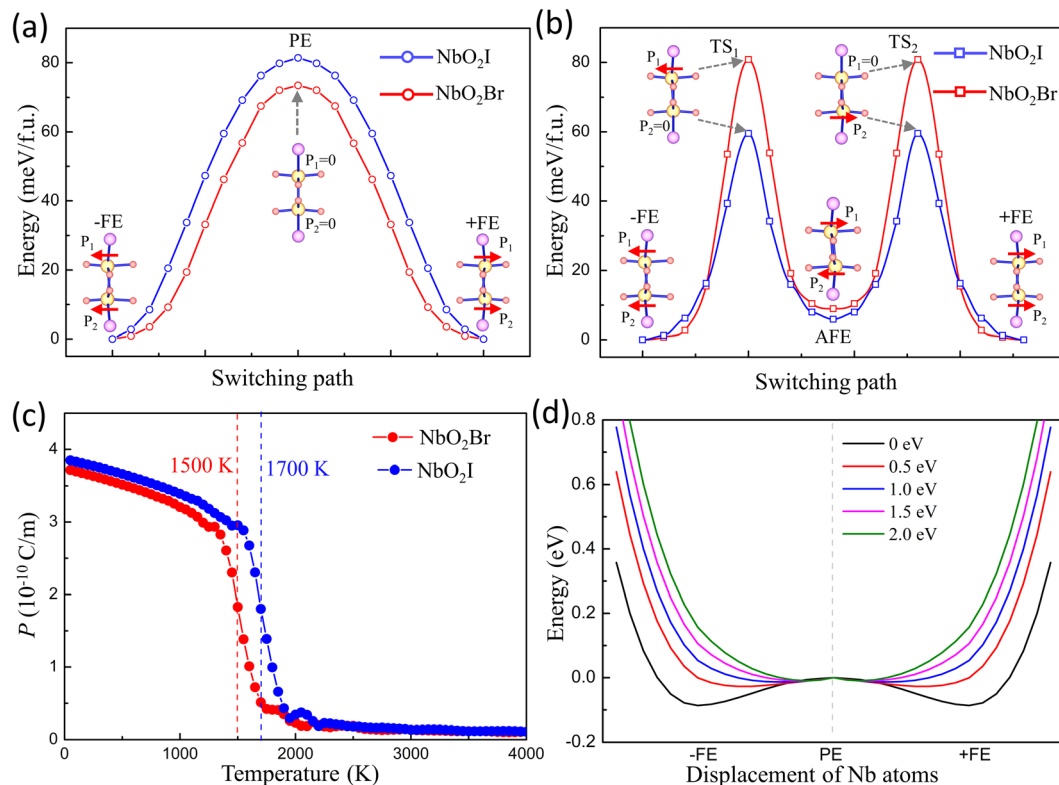 (a)
PE
NbO₂I
NbO₂Br
Energy (meV/f.u.)
80
60
40
20
0
P₁=0
P₂=0
-FE
P₁
P₂
+FE
P₁
P₂
Switching path
(b)
TS₁
TS₂
NbO₂I
NbO₂Br
Energy (meV/f.u.)
80
60
40
20
0
P₁
P₂=0
P₁=0
P₂
-FE
P₁
P₂
P₁
P₂
AFE
+FE
P₁
P₂
Switching path
(c)
NbO₂Br
NbO₂I
1500 K
1700 K
P (10⁻¹⁰ C/m)
4
3
2
1
0
0
1000
2000
3000
4000
Temperature (K)
(d)
0 eV
0.5 eV
1.0 eV
1.5 eV
2.0 eV
Energy (eV)
0.8
0.6
0.4
0.2
0.0
-0.2
-FE
PE
+FE
Displacement of Nb atoms